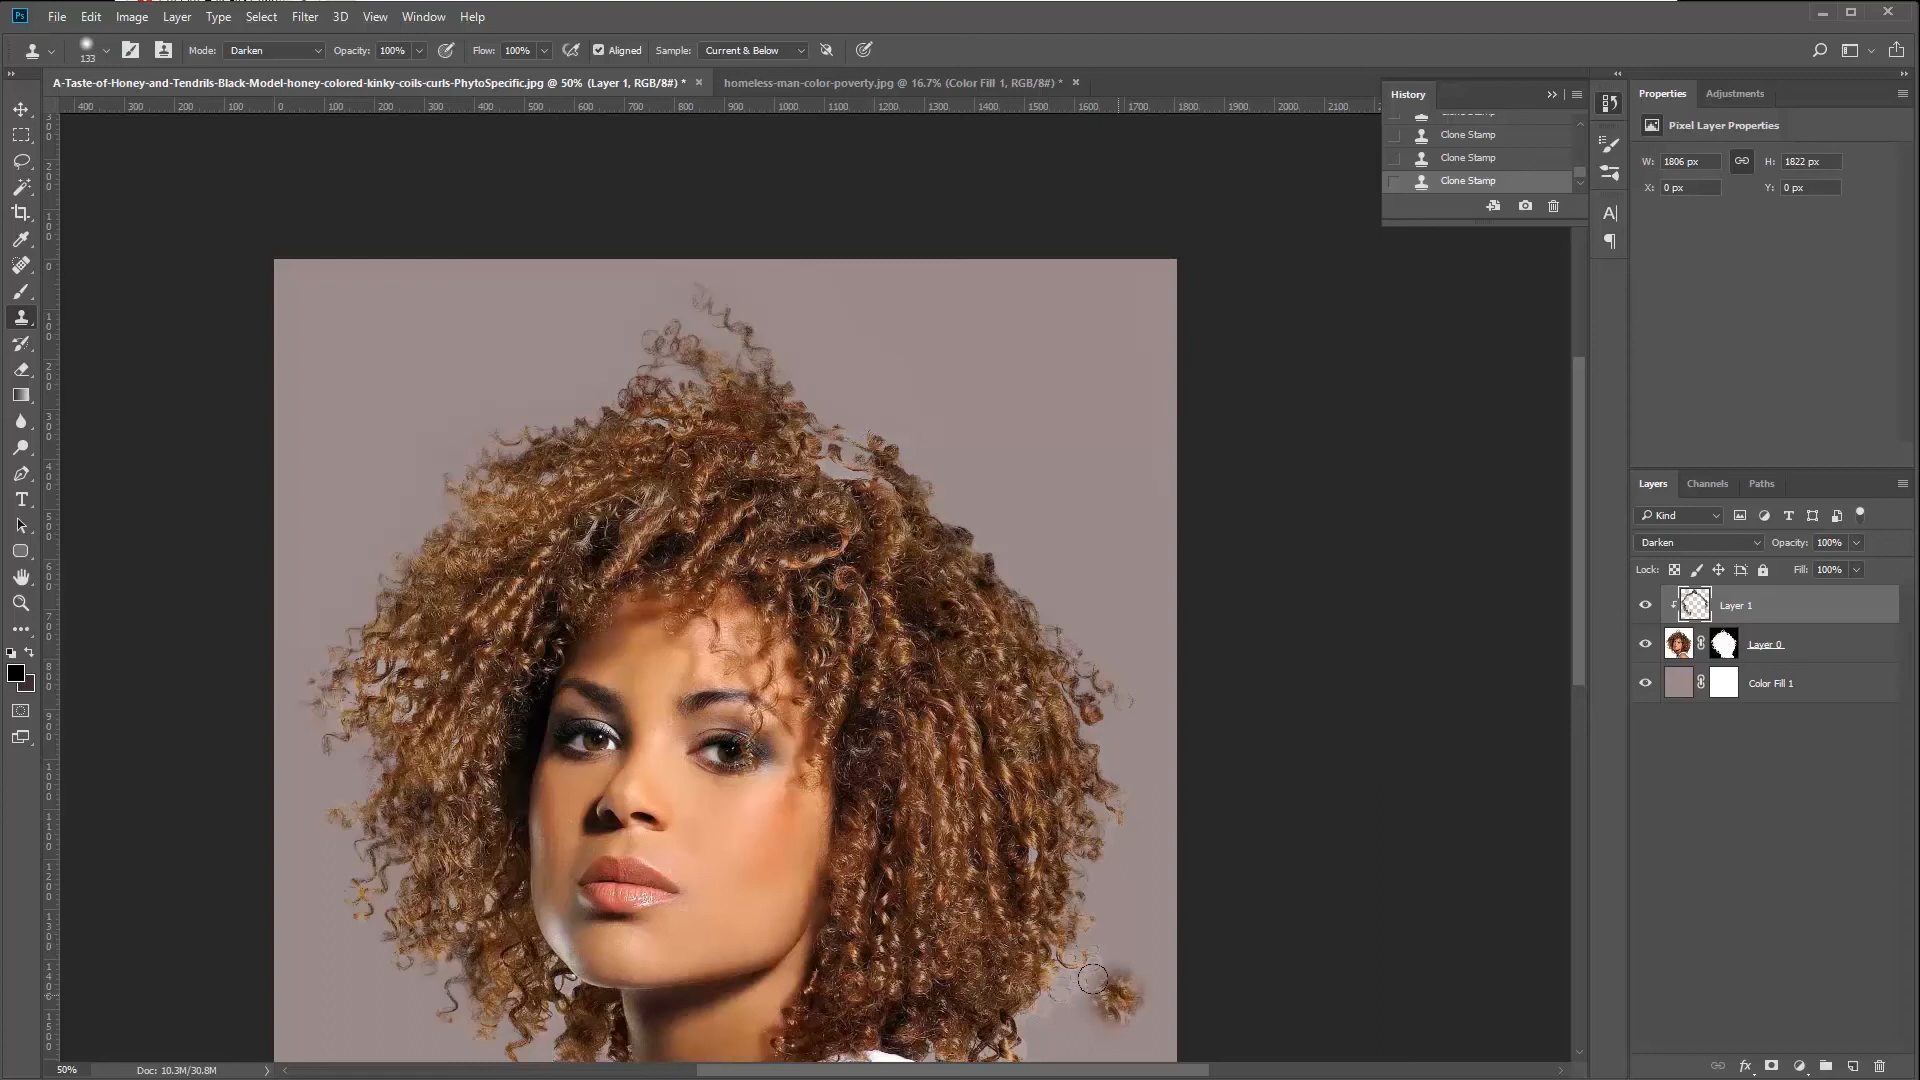 Ps File Edit Image Layer Type Select Filter 3D View Window Help
133 Mode: Darken Opacity: 100% Flow: 100% Aligned Sample: Current & Below
A-Taste-of-Honey-and-Tendrils-Black-Model-honey-colored-kinky-coils-curls-PhytoSpecific.jpg @ 50% (Layer 1, RGB/8#) * homeless-man-color-poverty.jpg @ 16.7% (Color Fill 1, RGB/8#) *
400 300 200 100 0 100 200 300 400 500 600 700 800 900 1000 1100 1200 1300 1400 1500 1600 1700 1800 1900 2000 2100
History
Clone Stamp
Clone Stamp
Clone Stamp
Clone Stamp
Properties Adjustments
Pixel Layer Properties
W: 1806 px H: 1822 px
X: 0 px Y: 0 px
Layers Channels Paths
Kind
Darken Opacity: 100%
Lock: Fill: 100%
Layer 1
Layer 0
Color Fill 1
fx
50% Doc: 10.3M/30.8M